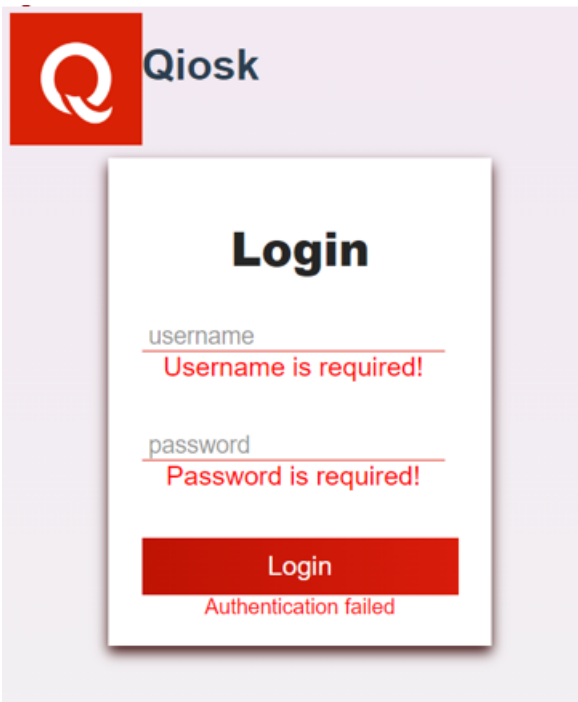 Qiosk
Login
username
Username is required!
password
Password is required!
Login
Authentication failed